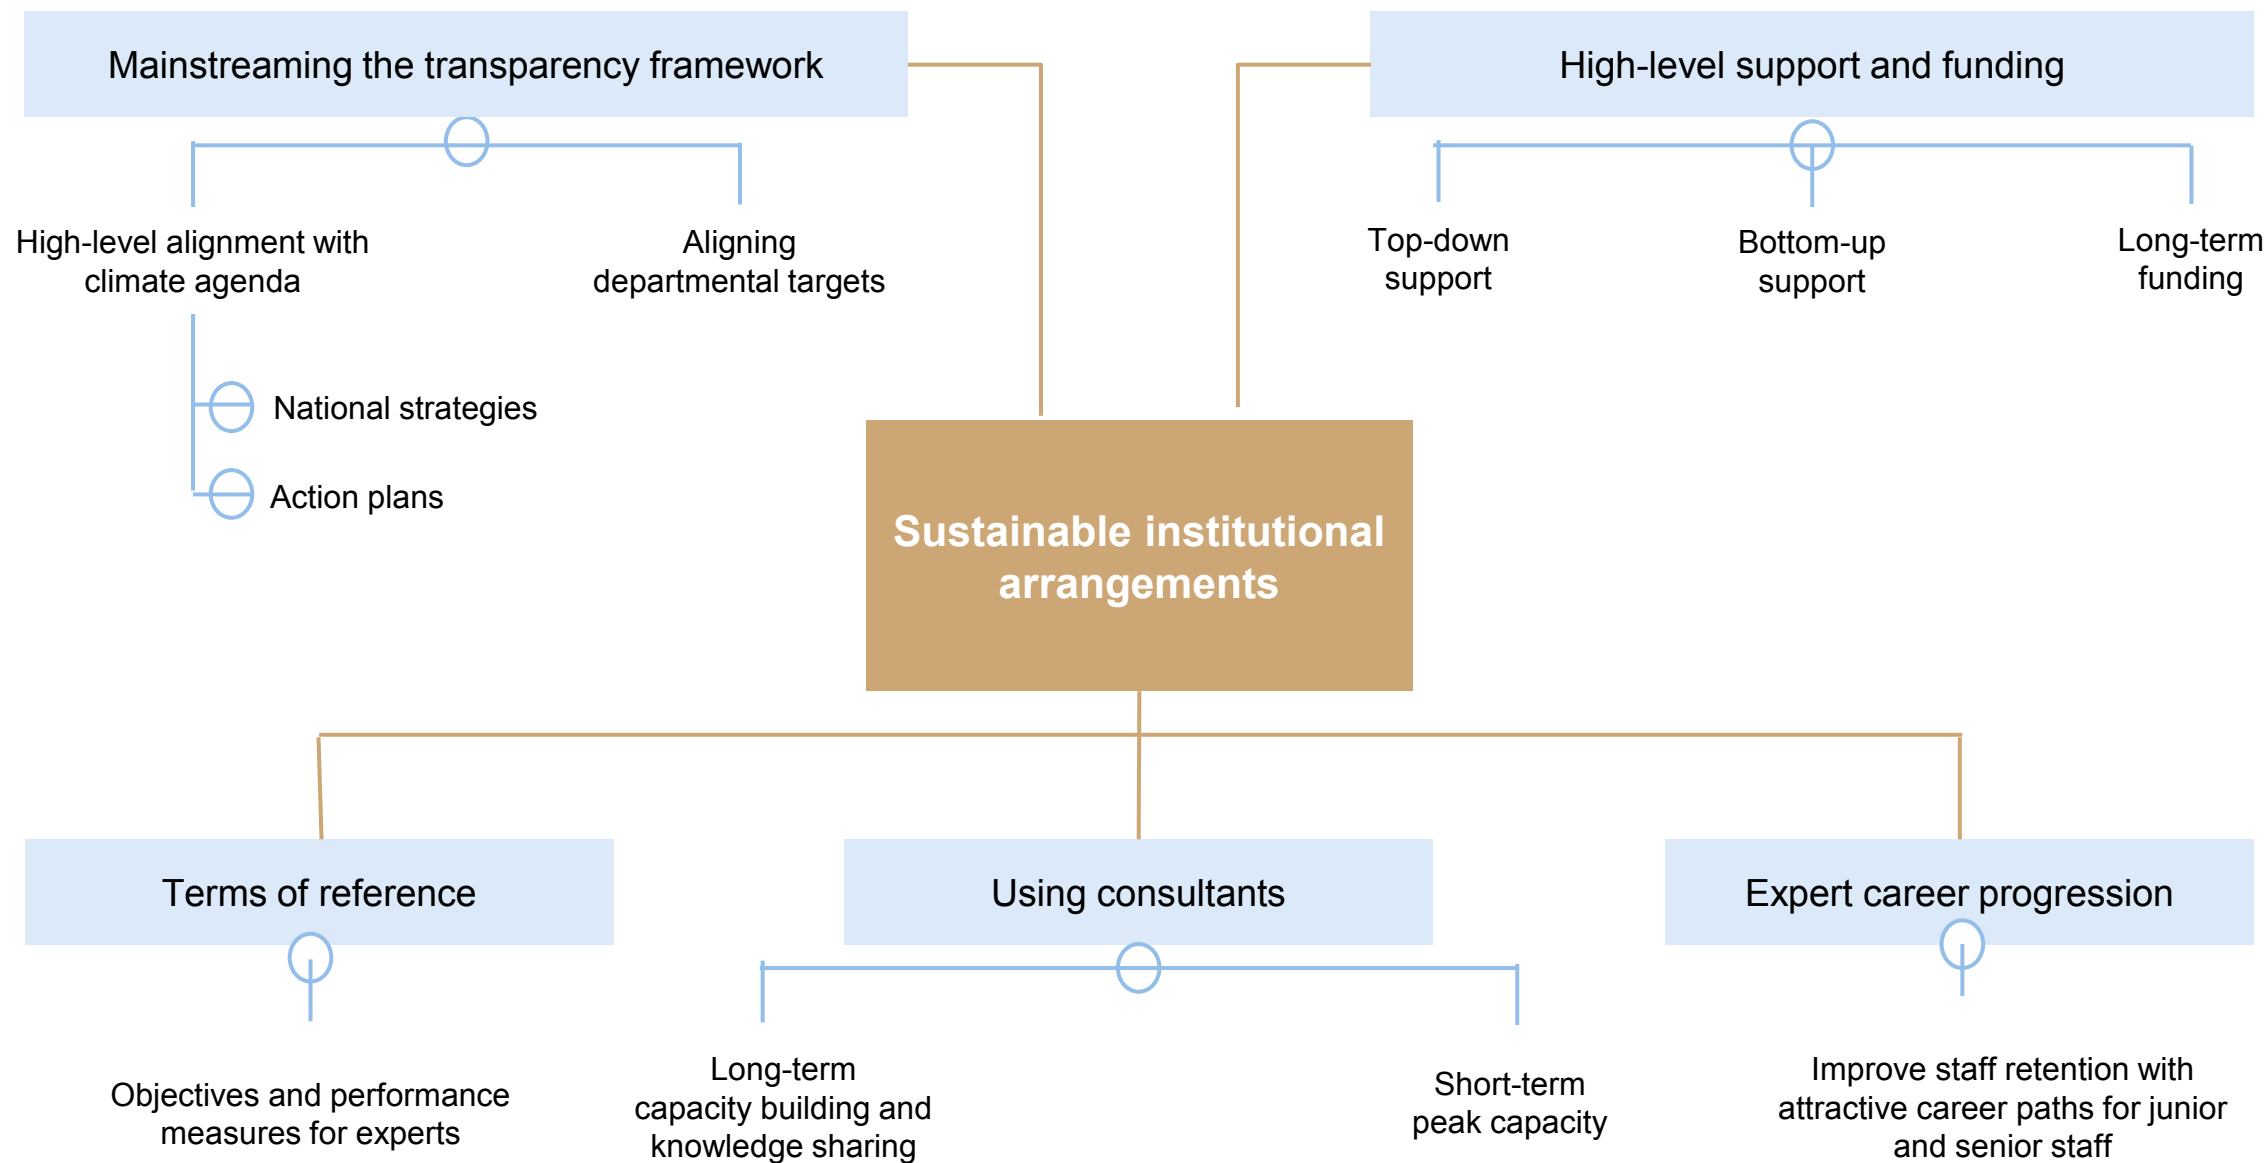 Mainstreaming the transparency framework
High-level support and funding
High-level alignment with
climate agenda
Aligning
departmental targets
Top-down
support
Bottom-up
support
Long-term
funding
National strategies
Action plans
Sustainable institutional
arrangements
Terms of reference
Using consultants
Expert career progression
Objectives and performance
measures for experts
Long-term
capacity building and
knowledge sharing
Short-term
peak capacity
Improve staff retention with
attractive career paths for junior
and senior staff